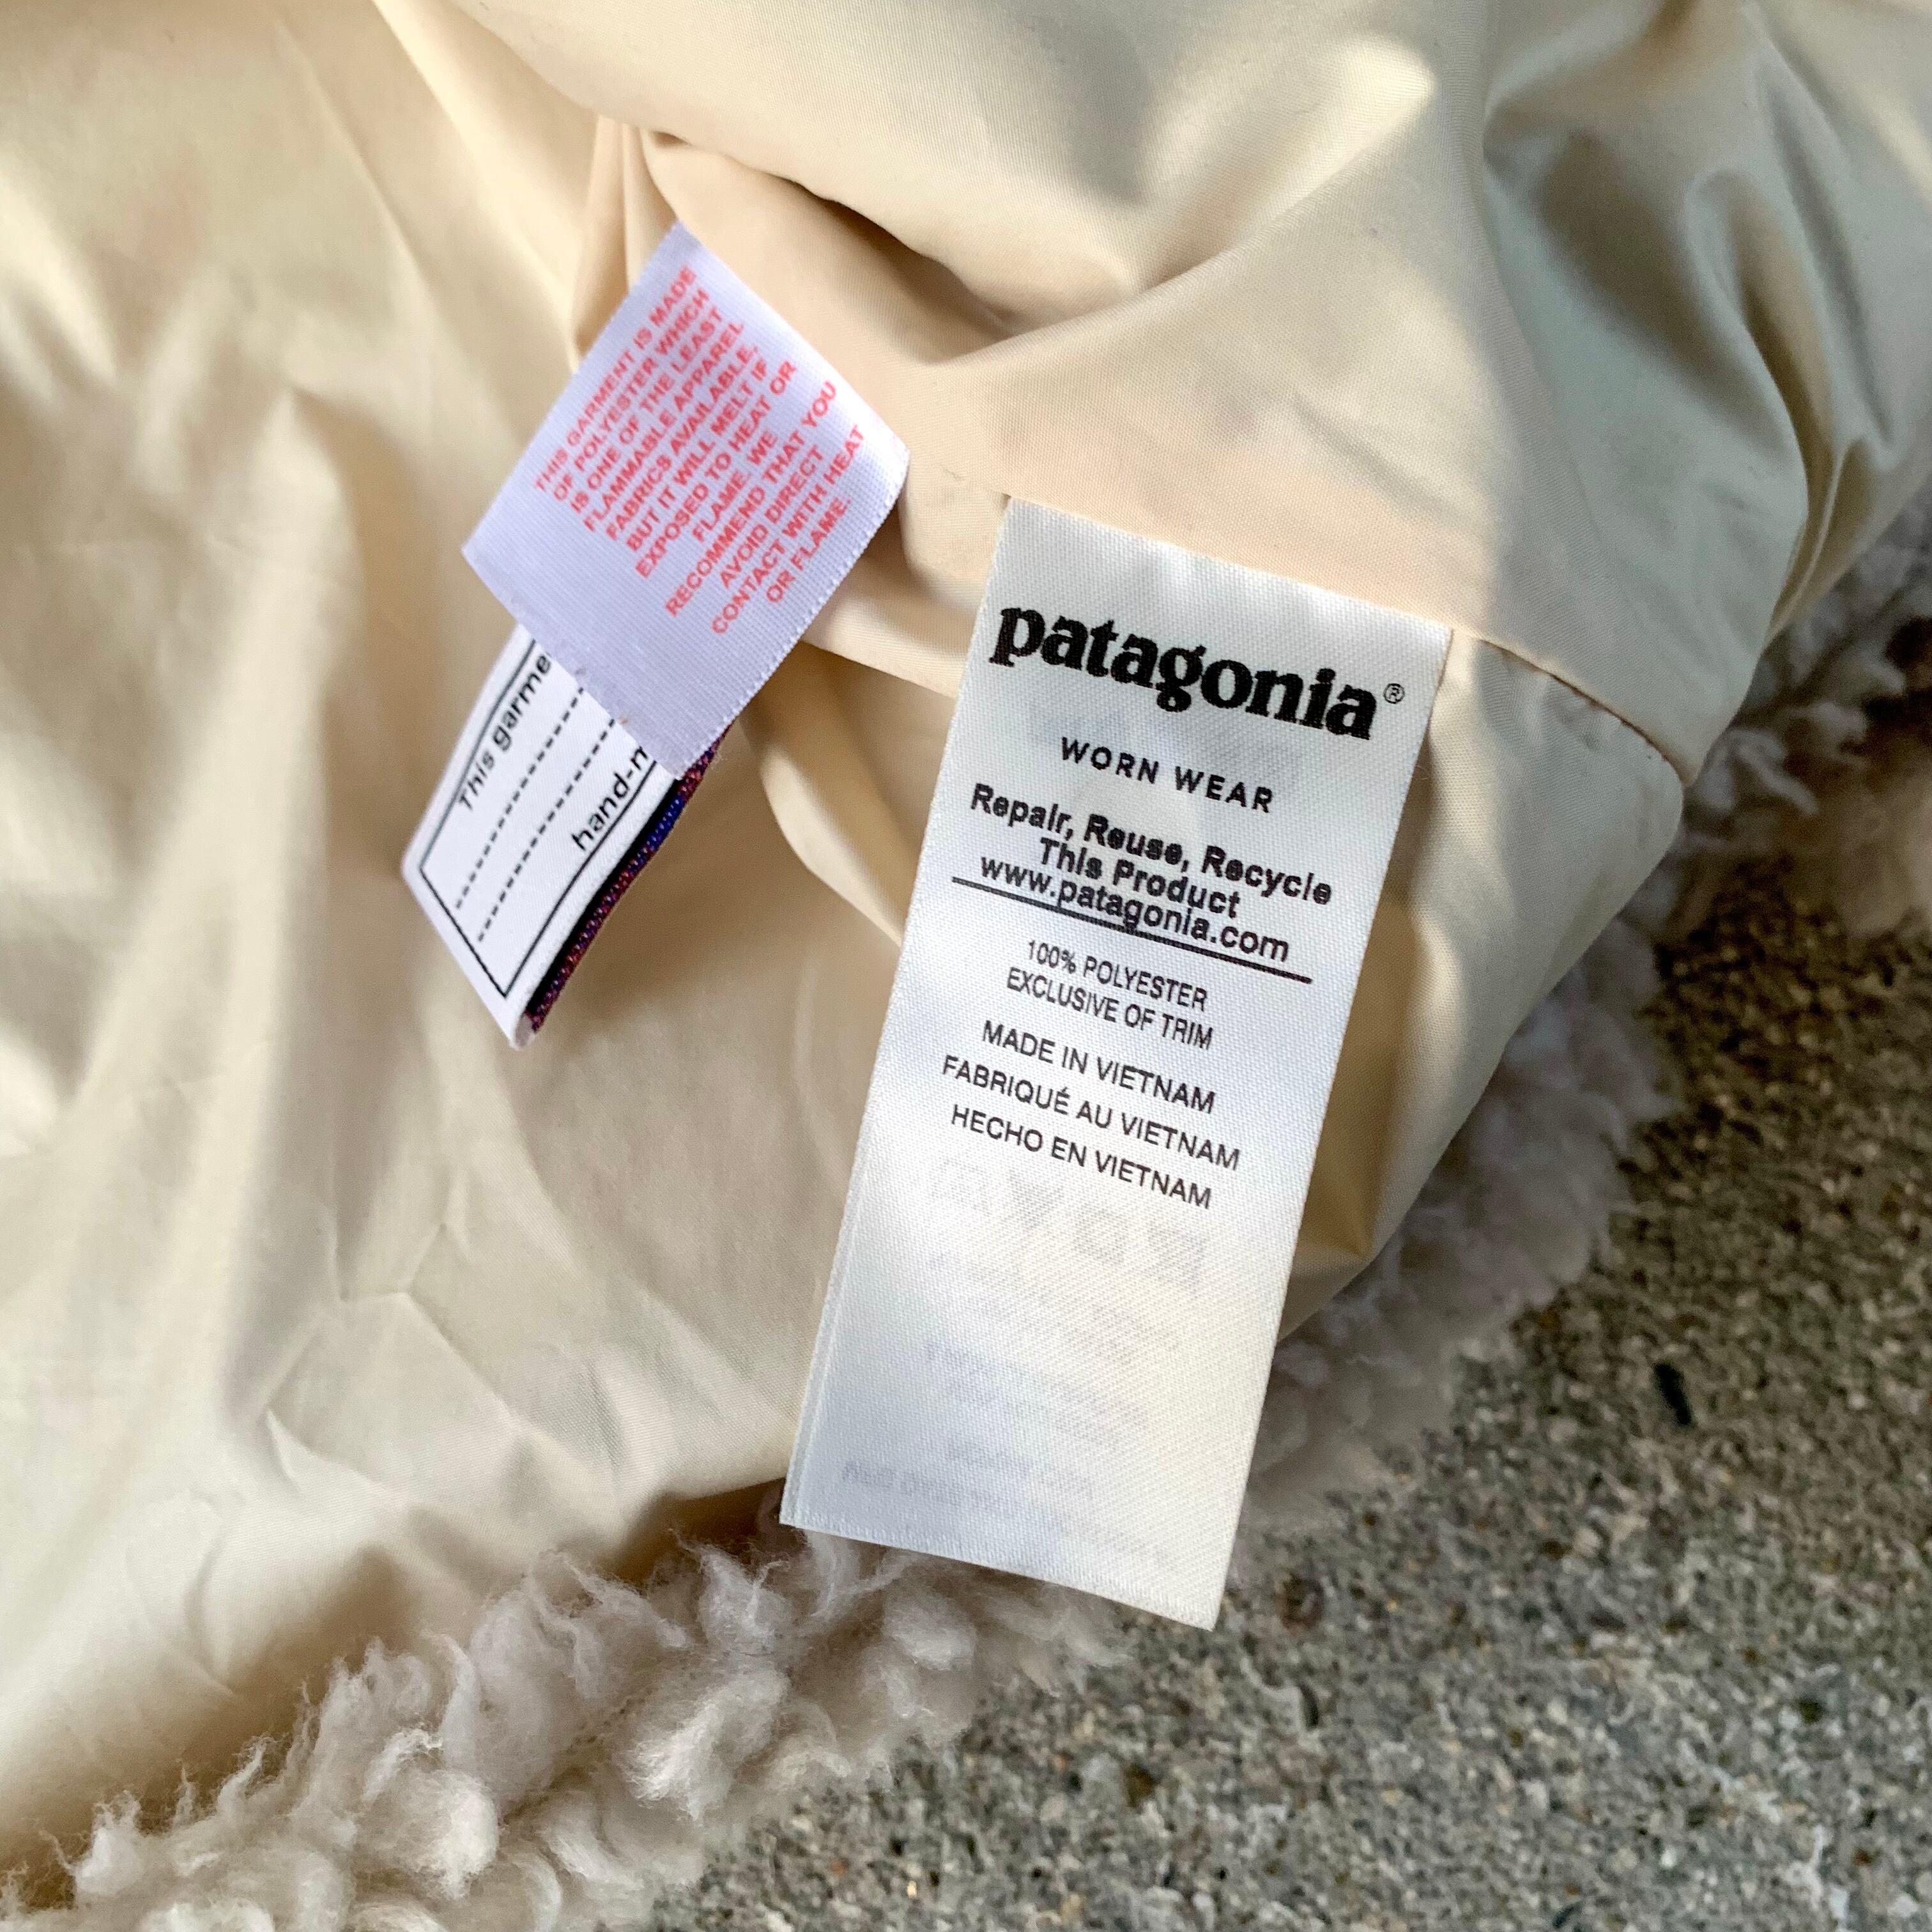 THIS GARMENT IS MADE
OF POLYESTER WHICH
IS ONE OF THE LEAST
FLAMMABLE APPAREL
FABRICS AVAILABLE,
BUT IT WILL MELT IF
EXPOSED TO HEAT OR
FLAME. WE
RECOMMEND THAT YOU
AVOID DIRECT
CONTACT WITH HEAT
OR FLAME.
This garme
hand-m
patagonia®
WORN WEAR
Repair, Reuse, Recycle
This Product
www.patagonia.com
100% POLYESTER
EXCLUSIVE OF TRIM
MADE IN VIETNAM
FABRIQUÉ AU VIETNAM
HECHO EN VIETNAM